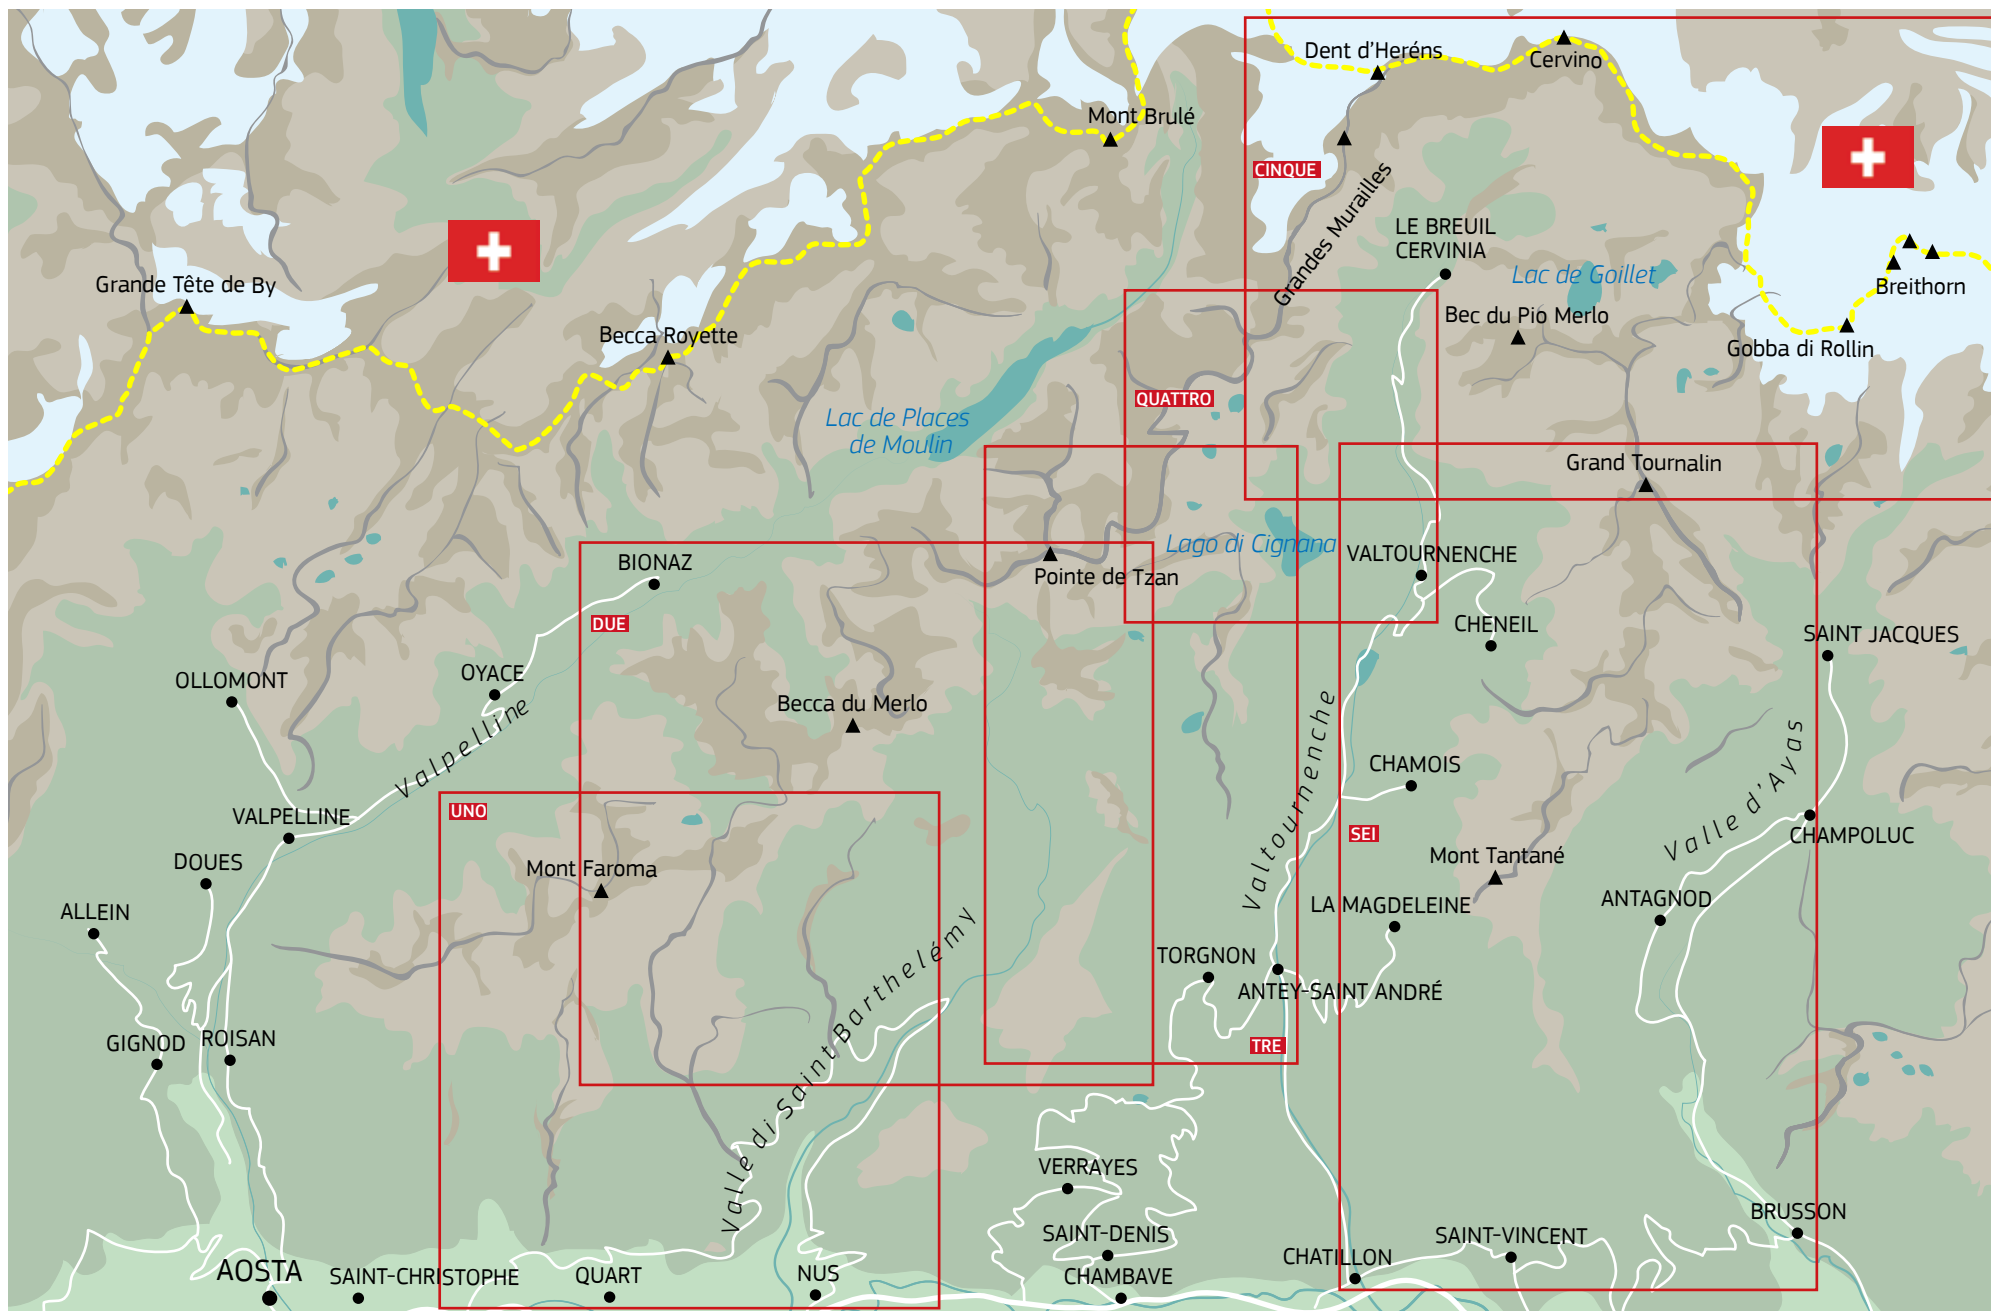 Dent d'Heréns
Cervino
Mont Brulé
CINQUE
Grandes Murailles
LE BREUIL
CERVINIA
Lac de Goillet
Grande Tête de By
Breithorn
Bec du Pio Merlo
Becca Royette
Gobba di Rollin
QUATTRO
Lac de Places
de Moulin
Grand Tournalin
Lago di Cignana
VALTOURNENCHE
BIONAZ
Pointe de Tzan
DUE
CHENEIL
SAINT JACQUES
OYACE
OLLOMONT
Becca du Merlo
Valpelline
Valtournenche
Valle d'Ayas
CHAMOIS
UNO
VALPELLINE
SEI
CHAMPOLUC
DOUES
Mont Faroma
Mont Tantané
ALLEIN
LA MAGDELEINE
ANTAGNOD
TORGNON
ANTEY-SAINT ANDRÉ
Valle di Saint Barthelémy
GIGNOD
ROISAN
TRE
VERRAYES
BRUSSON
SAINT-DENIS
SAINT-VINCENT
CHATILLON
AOSTA
SAINT-CHRISTOPHE
QUART
NUS
CHAMBAVE